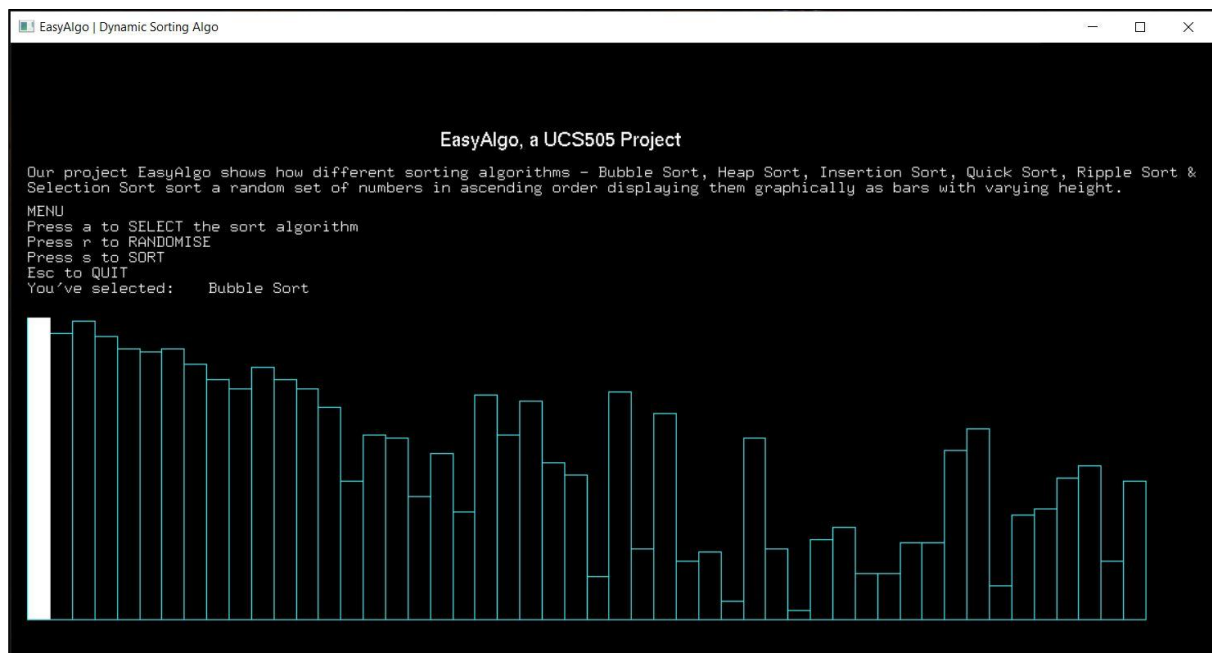 EasyAlgo | Dynamic Sorting Algo
EasyAlgo, a UCS505 Project
Our project EasyAlgo shows how different sorting algorithms - Bubble Sort, Heap Sort, Insertion Sort, Quick Sort, Ripple Sort &
Selection Sort sort a random set of numbers in ascending order displaying them graphically as bars with varying height.
MENU
Press a to SELECT the sort algorithm
Press r to RANDOMISE
Press s to SORT
Esc to QUIT
You've selected: Bubble Sort